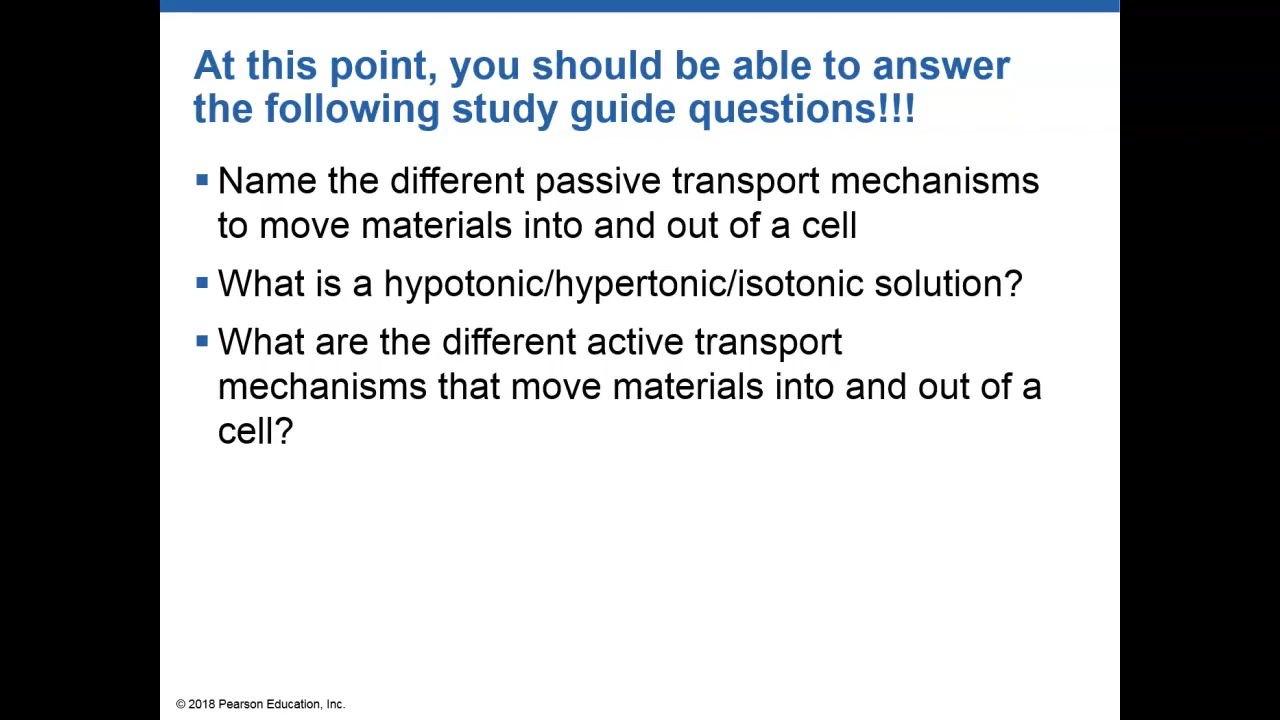 At this point, you should be able to answer
the following study guide questions!!!
▪ Name the different passive transport mechanisms
to move materials into and out of a cell
▪ What is a hypotonic/hypertonic/isotonic solution?
▪ What are the different active transport
mechanisms that move materials into and out of a
cell?
© 2018 Pearson Education, Inc.